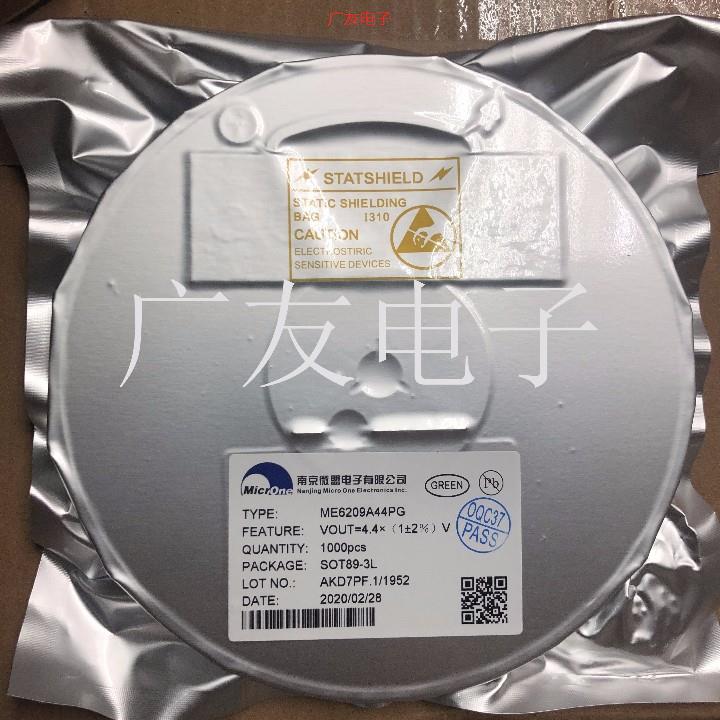 广友电子
STATSHIELD
STATIC SHIELDING
BAG 1310
CAUTION
ELECTROSTIRIC
SENSITIVE DEVICES
广友电子
MicrOne
南京微盟电子有限公司
Nanjing Micro One Electronics Inc.
GREEN
Pb
TYPE: ME6209A44PG
FEATURE: VOUT=4.4×(1±2%) V
OQC37
PASS
QUANTITY: 1000pcs
PACKAGE: SOT89-3L
LOT NO.: AKD7PF.1/1952
DATE: 2020/02/28